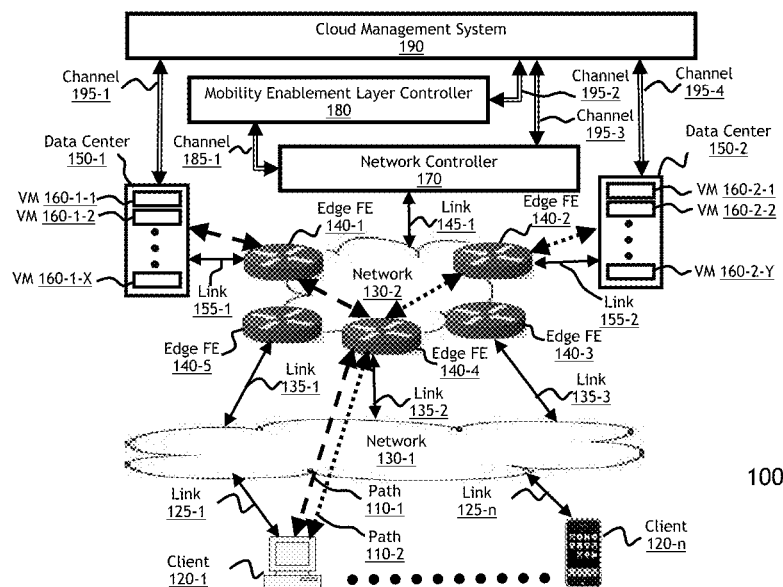 Cloud Management System
190
Channel
195-1
Mobility Enablement Layer Controller
180
Channel
195-2
Channel
195-4
Channel
195-3
Data Center
150-1
Channel
185-1
Network Controller
170
Data Center
150-2
VM 160-1-1
VM 160-1-2
VM 160-1-X
Edge FE
140-1
Link
145-1
Edge FE
140-2
VM 160-2-1
VM 160-2-2
VM 160-2-Y
Network
130-2
Link
155-1
Link
155-2
Edge FE
140-5
Edge FE
140-4
Edge FE
140-3
Link
135-1
Link
135-2
Link
135-3
Network
130-1
100
Link
125-1
Path
110-1
Link
125-n
Path
110-2
Client
120-1
Client
120-n